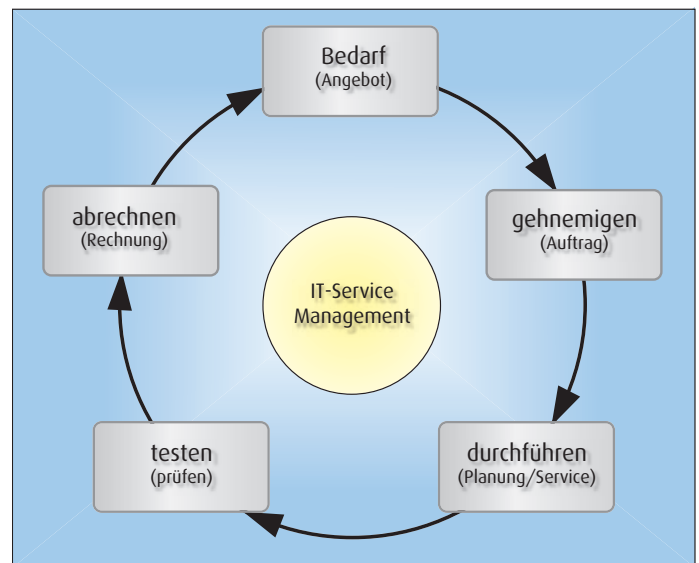 Bedarf
(Angebot)
gehnemigen
(Auftrag)
durchführen
(Planung/Service)
testen
(prüfen)
abrechnen
(Rechnung)
IT-Service
Management